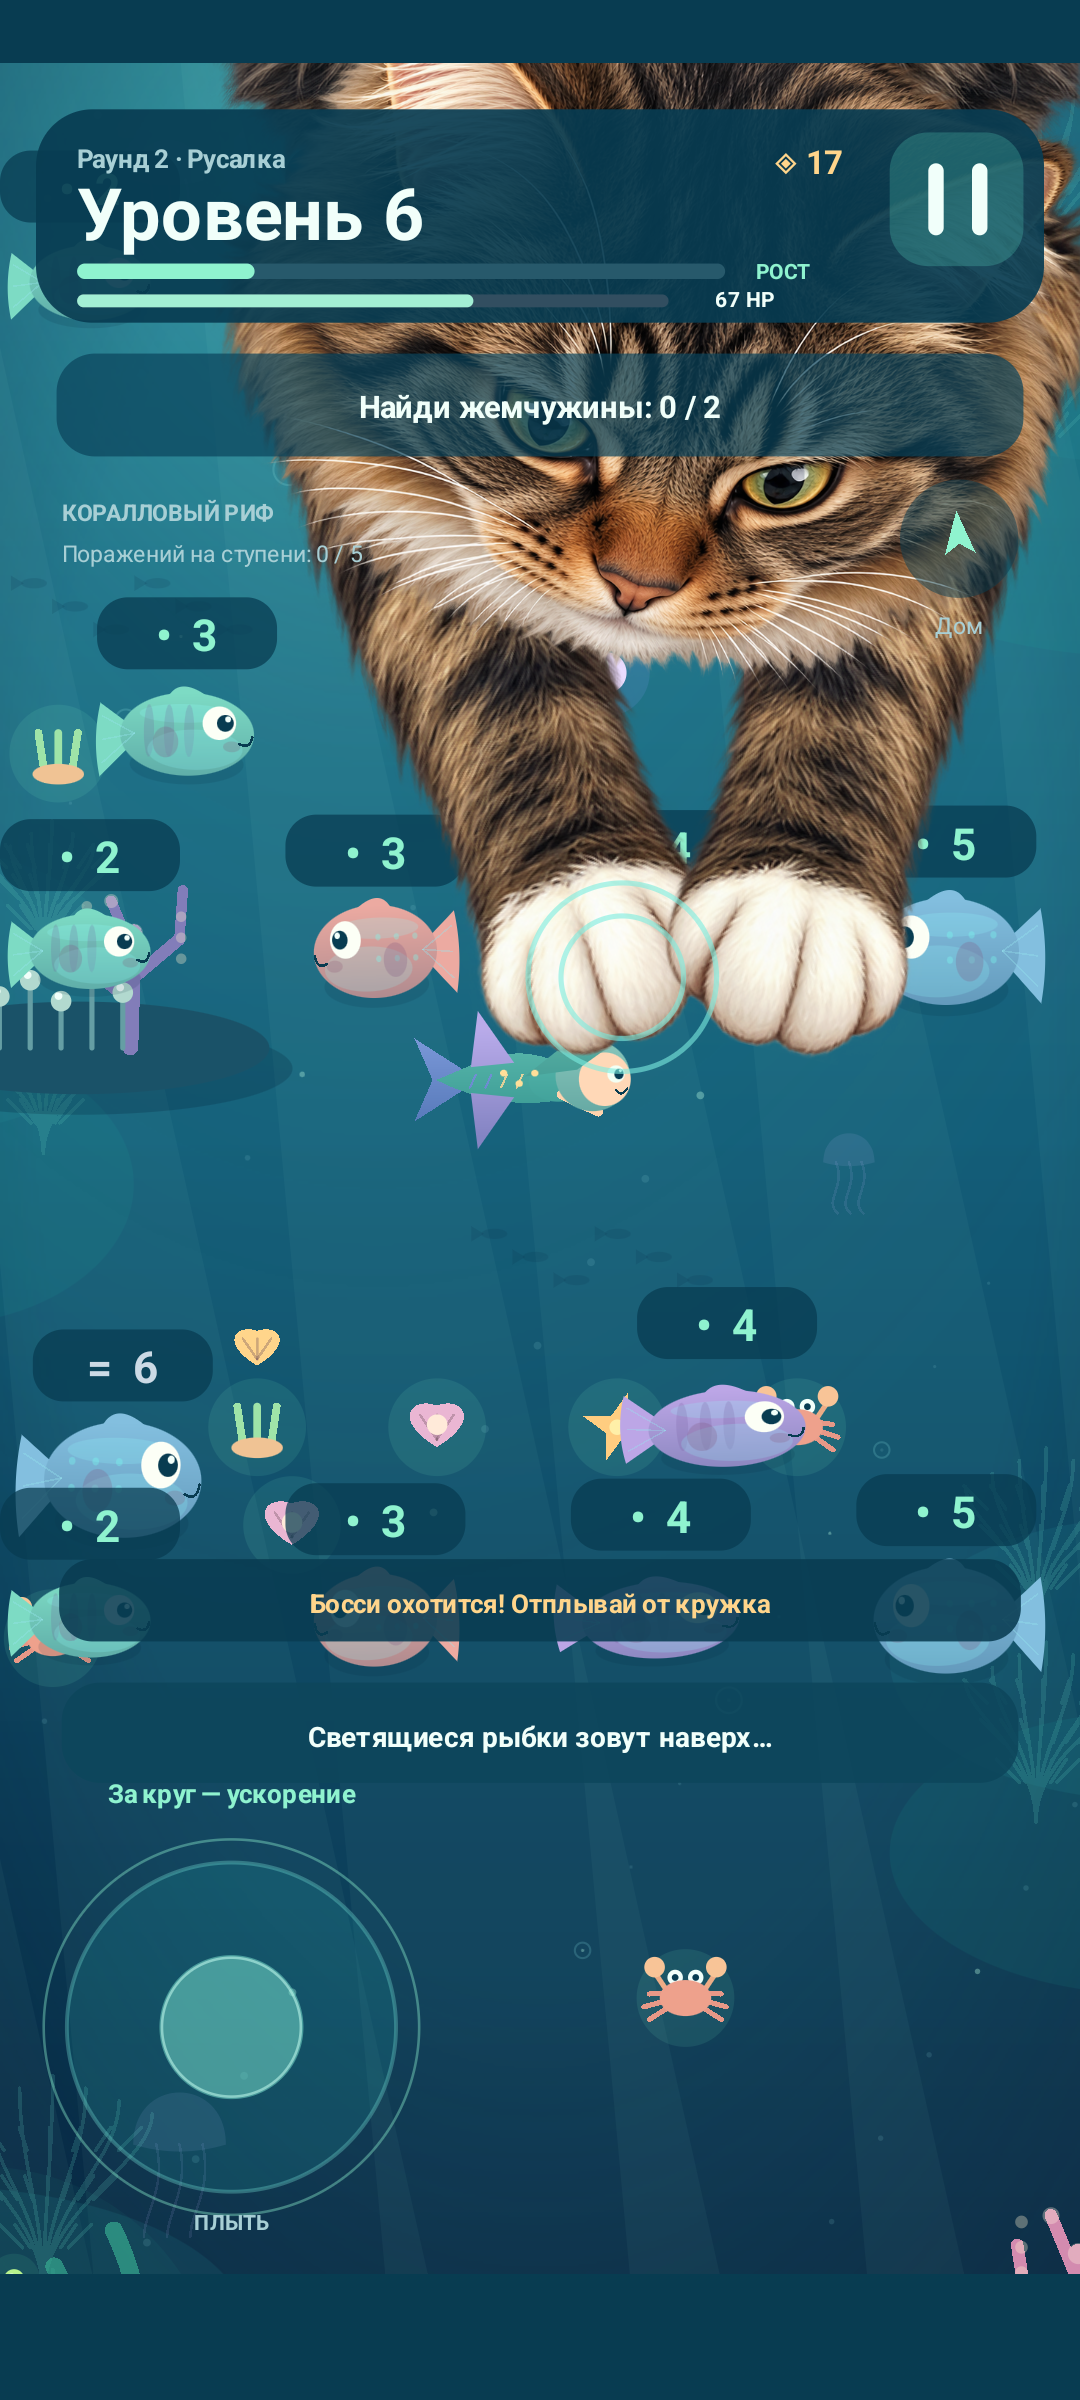 Раунд 2 · Русалка
17
Уровень 6
РОСТ
67 HP
Найди жемчужины: 0 / 2
КОРАЛЛОВЫЙ РИФ
Поражений на ступени: 0 / 5
Дом
• 3
• 2
• 3
4
• 5
• 4
= 6
• 2
• 3
• 4
• 5
Босси охотится! Отплывай от кружка
Светящиеся рыбки зовут наверх...
За круг — ускорение
ПЛЫТЬ